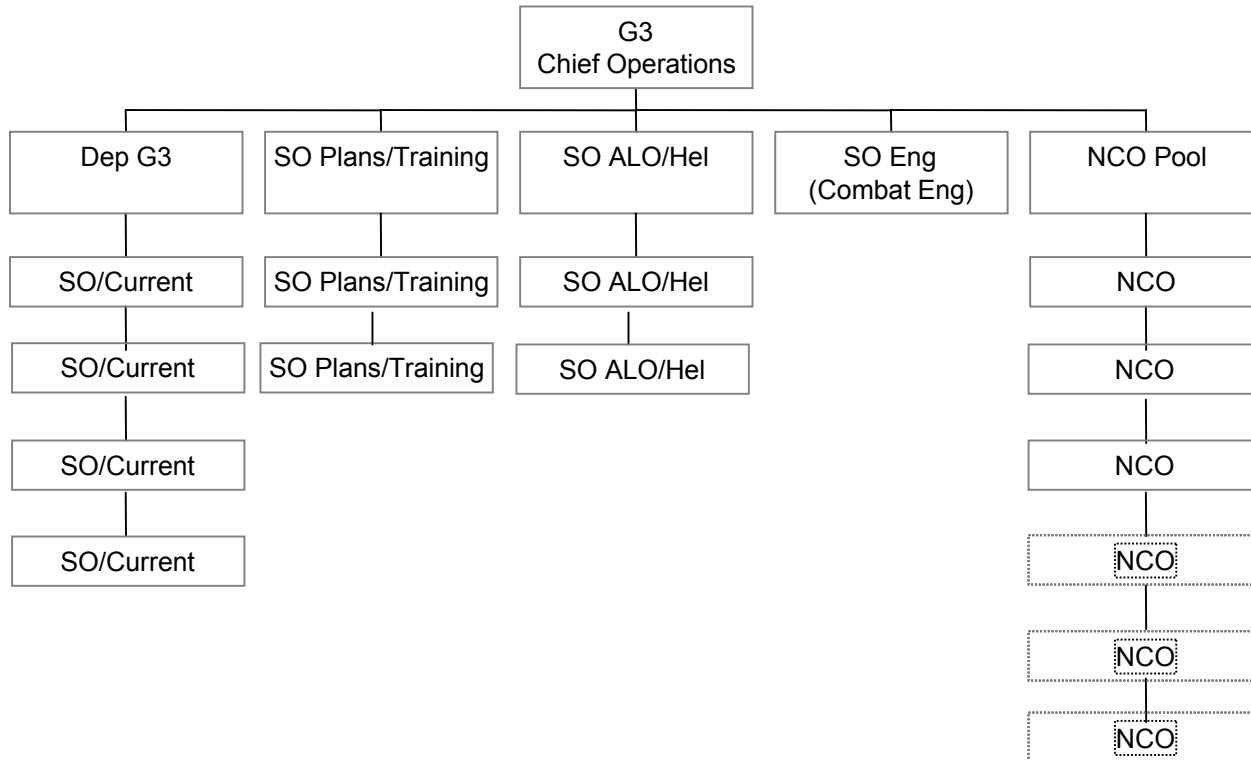 G3
Chief Operations
Dep G3
SO Plans/Training
SO ALO/Hel
SO Eng
(Combat Eng)
NCO Pool
SO/Current
SO Plans/Training
SO ALO/Hel
NCO
SO/Current
SO Plans/Training
SO ALO/Hel
NCO
SO/Current
NCO
SO/Current
NCO
NCO
NCO